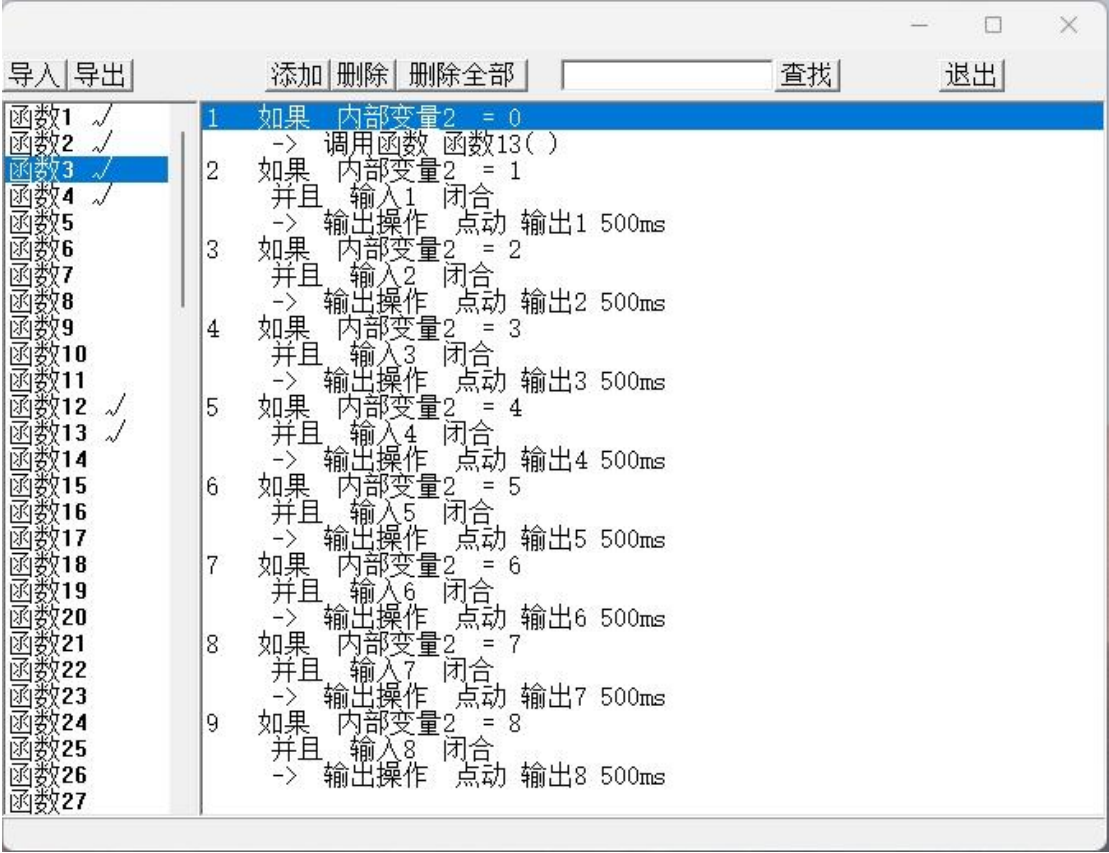 导入 导出 添加 删除 删除全部 查找 退出
函数1 √
函数2 √
函数3 √
函数4 √
函数5
函数6
函数7
函数8
函数9
函数10
函数11
函数12 √
函数13 √
函数14
函数15
函数16
函数17
函数18
函数19
函数20
函数21
函数22
函数23
函数24
函数25
函数26
函数27
1 如果 内部变量2 = 0
-> 调用函数 函数13( )
2 如果 内部变量2 = 1
并且 输入1 闭合
-> 输出操作 点动 输出1 500ms
3 如果 内部变量2 = 2
并且 输入2 闭合
-> 输出操作 点动 输出2 500ms
4 如果 内部变量2 = 3
并且 输入3 闭合
-> 输出操作 点动 输出3 500ms
5 如果 内部变量2 = 4
并且 输入4 闭合
-> 输出操作 点动 输出4 500ms
6 如果 内部变量2 = 5
并且 输入5 闭合
-> 输出操作 点动 输出5 500ms
7 如果 内部变量2 = 6
并且 输入6 闭合
-> 输出操作 点动 输出6 500ms
8 如果 内部变量2 = 7
并且 输入7 闭合
-> 输出操作 点动 输出7 500ms
9 如果 内部变量2 = 8
并且 输入8 闭合
-> 输出操作 点动 输出8 500ms